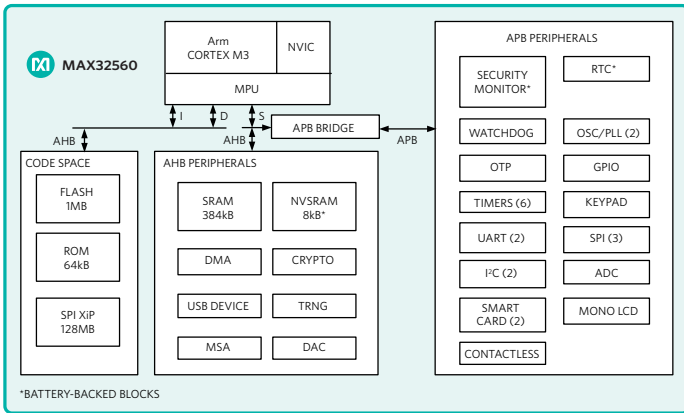 MAX32560
Arm
CORTEX M3
NVIC
MPU
I
D
S
AHB
AHB
APB BRIDGE
APB
CODE SPACE
FLASH
1MB
ROM
64kB
SPI XiP
128MB
AHB PERIPHERALS
SRAM
384kB
NVSRAM
8kB*
DMA
CRYPTO
USB DEVICE
TRNG
MSA
DAC
APB PERIPHERALS
SECURITY
MONITOR*
RTC*
WATCHDOG
OSC/PLL (2)
OTP
GPIO
TIMERS (6)
KEYPAD
UART (2)
SPI (3)
I²C (2)
ADC
SMART
CARD (2)
MONO LCD
CONTACTLESS
*BATTERY-BACKED BLOCKS